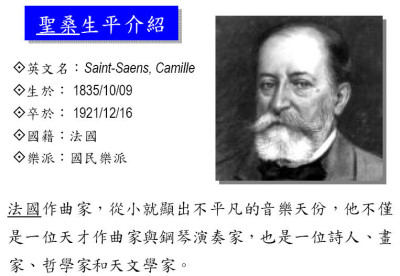 聖桑生平介紹
❖英文名：Saint-Saens, Camille
❖生於： 1835/10/09
❖卒於： 1921/12/16
❖國籍：法國
❖樂派：國民樂派
法國作曲家，從小就顯出不平凡的音樂天份，他不僅
是一位天才作曲家與鋼琴演奏家，也是一位詩人、畫
家、哲學家和天文學家。